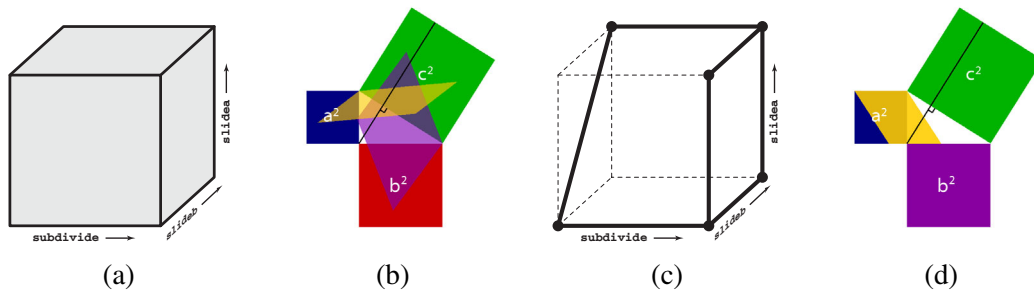 slidea
slideb
subdivide
(a)
c²
a²
b²
(b)
slidea
slideb
subdivide
(c)
c²
a²
b²
(d)